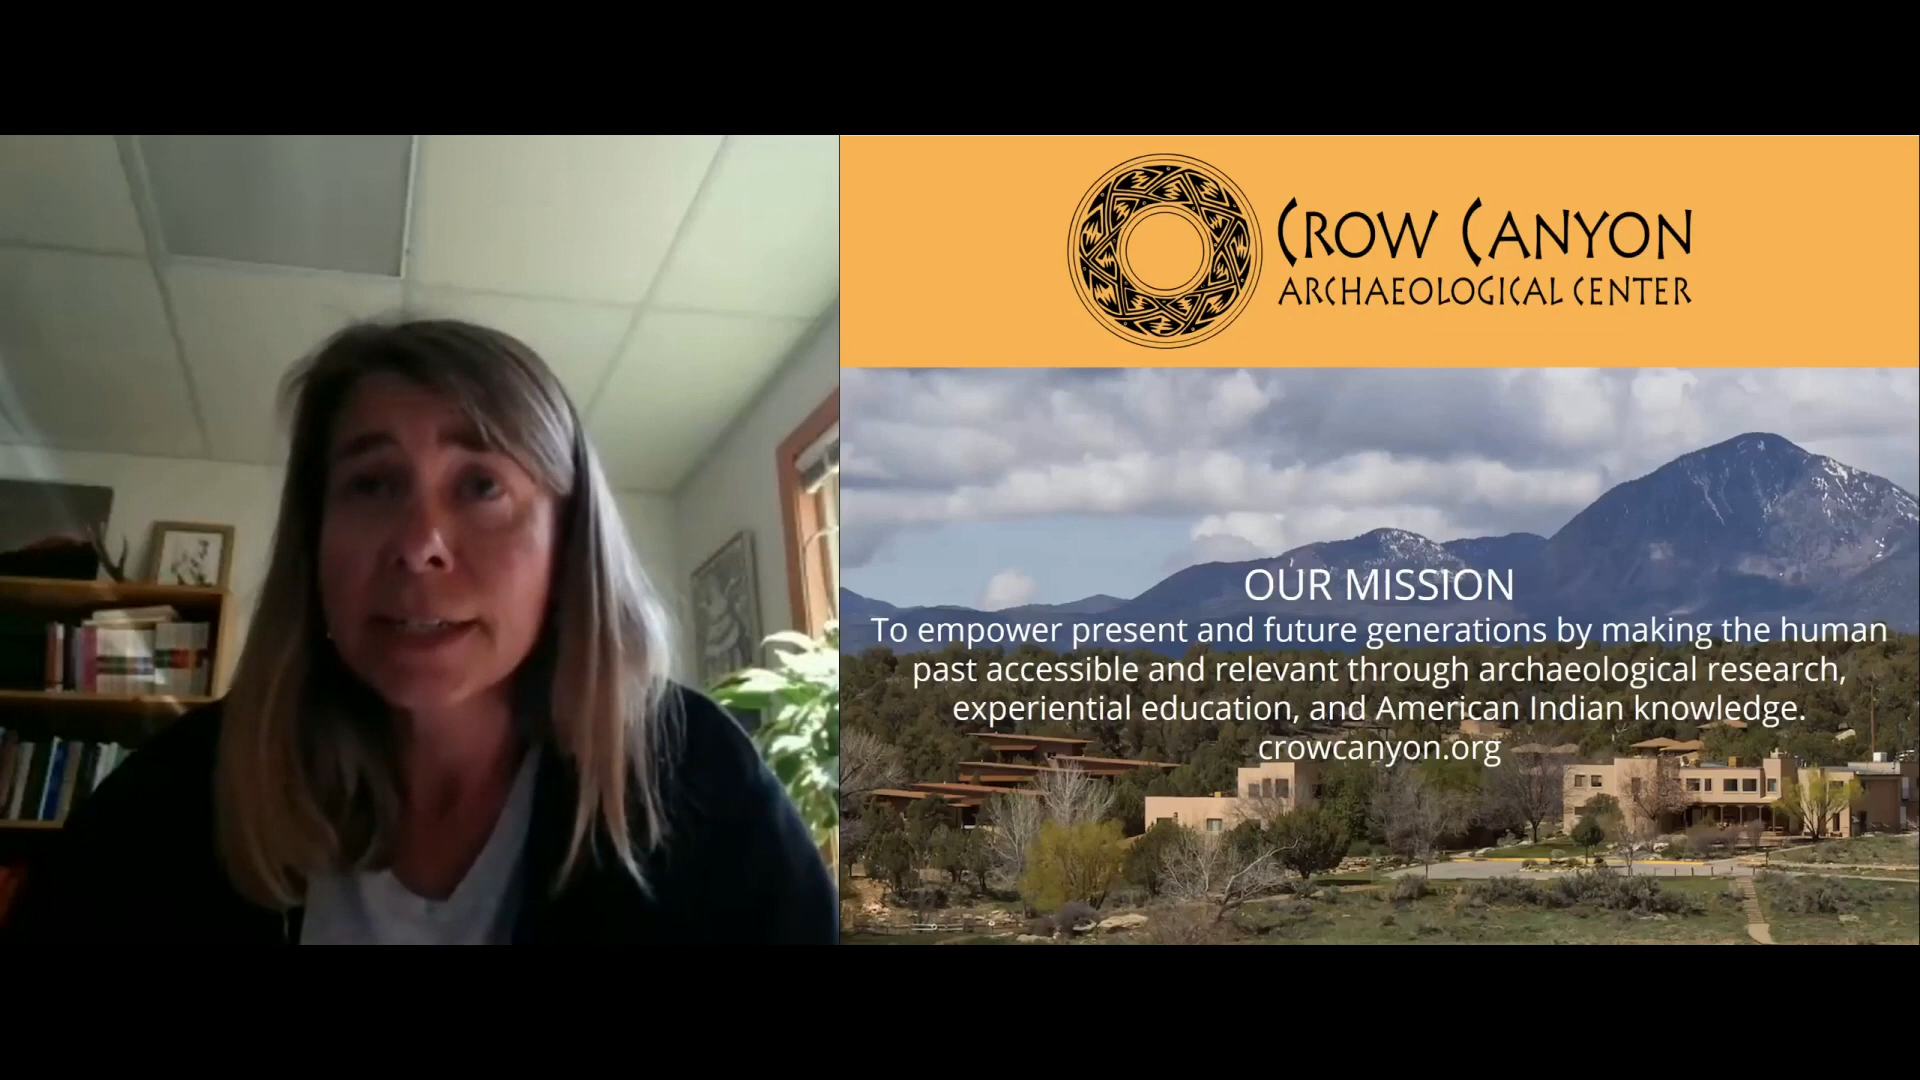 CROW CANYON
ARCHAEOLOGICAL CENTER
OUR MISSION
To empower present and future generations by making the human
past accessible and relevant through archaeological research,
experiential education, and American Indian knowledge.
crowcanyon.org